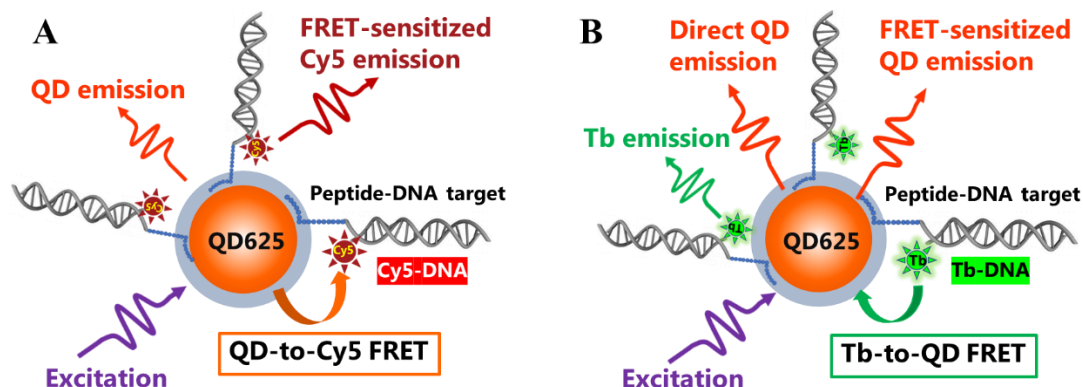 A
FRET-sensitized
Cy5 emission
QD emission
Cy5
Cy5
Peptide-DNA target
QD625
Cy5
Cy5-DNA
QD-to-Cy5 FRET
Excitation
B
Direct QD
emission
FRET-sensitized
QD emission
Tb emission
Tb
Tb
Peptide-DNA target
QD625
Tb
Tb-DNA
Tb-to-QD FRET
Excitation